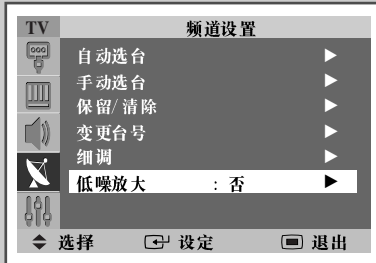 TV 频道设置
自动选台
手动选台
保留/清除
变更台号
细调
低噪放大 : 否
选择 设定 退出